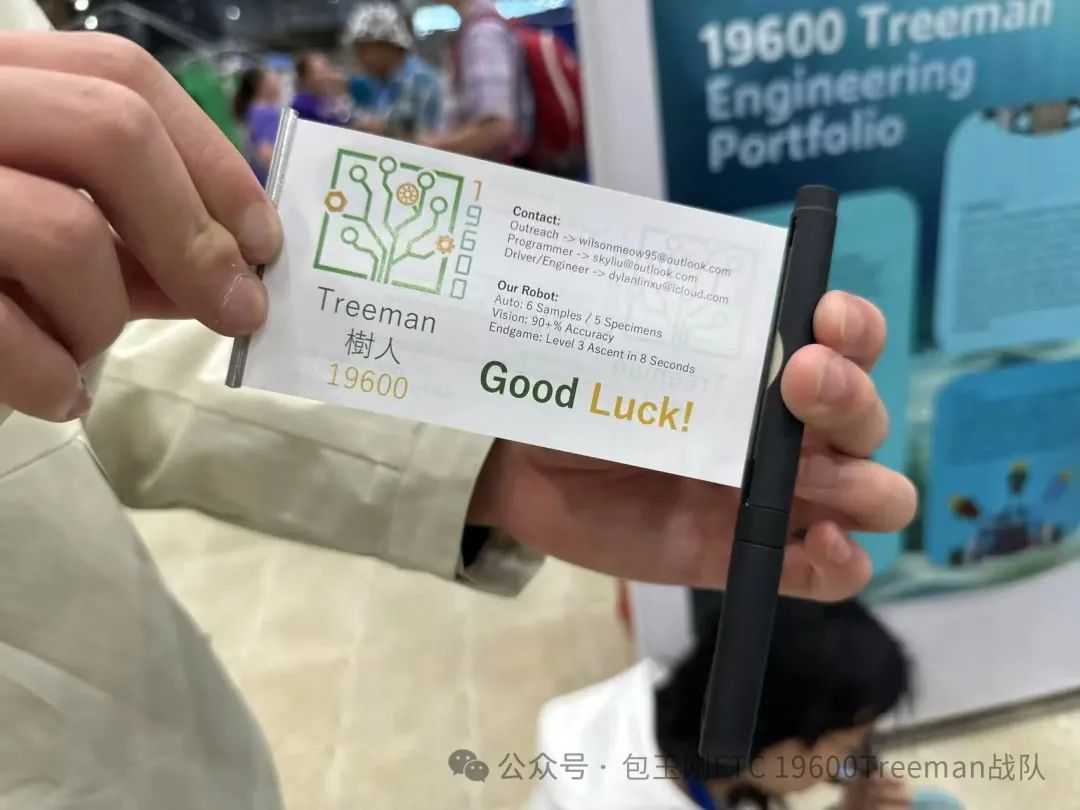 19600 Treeman
Engineering
Portfolio
19600
Treeman
樹人
19600
Contact:
Outreach -> wilsonmeow95@outlook.com
Programmer -> skyliu@outlook.com
Driver/Engineer -> dylanlinxu@icloud.com
Our Robot:
Auto: 6 Samples / 5 Specimens
Vision: 90+% Accuracy
Endgame: Level 3 Ascent in 8 Seconds
Good Luck!
公众号 · 包玉刚FTC 19600Treeman战队